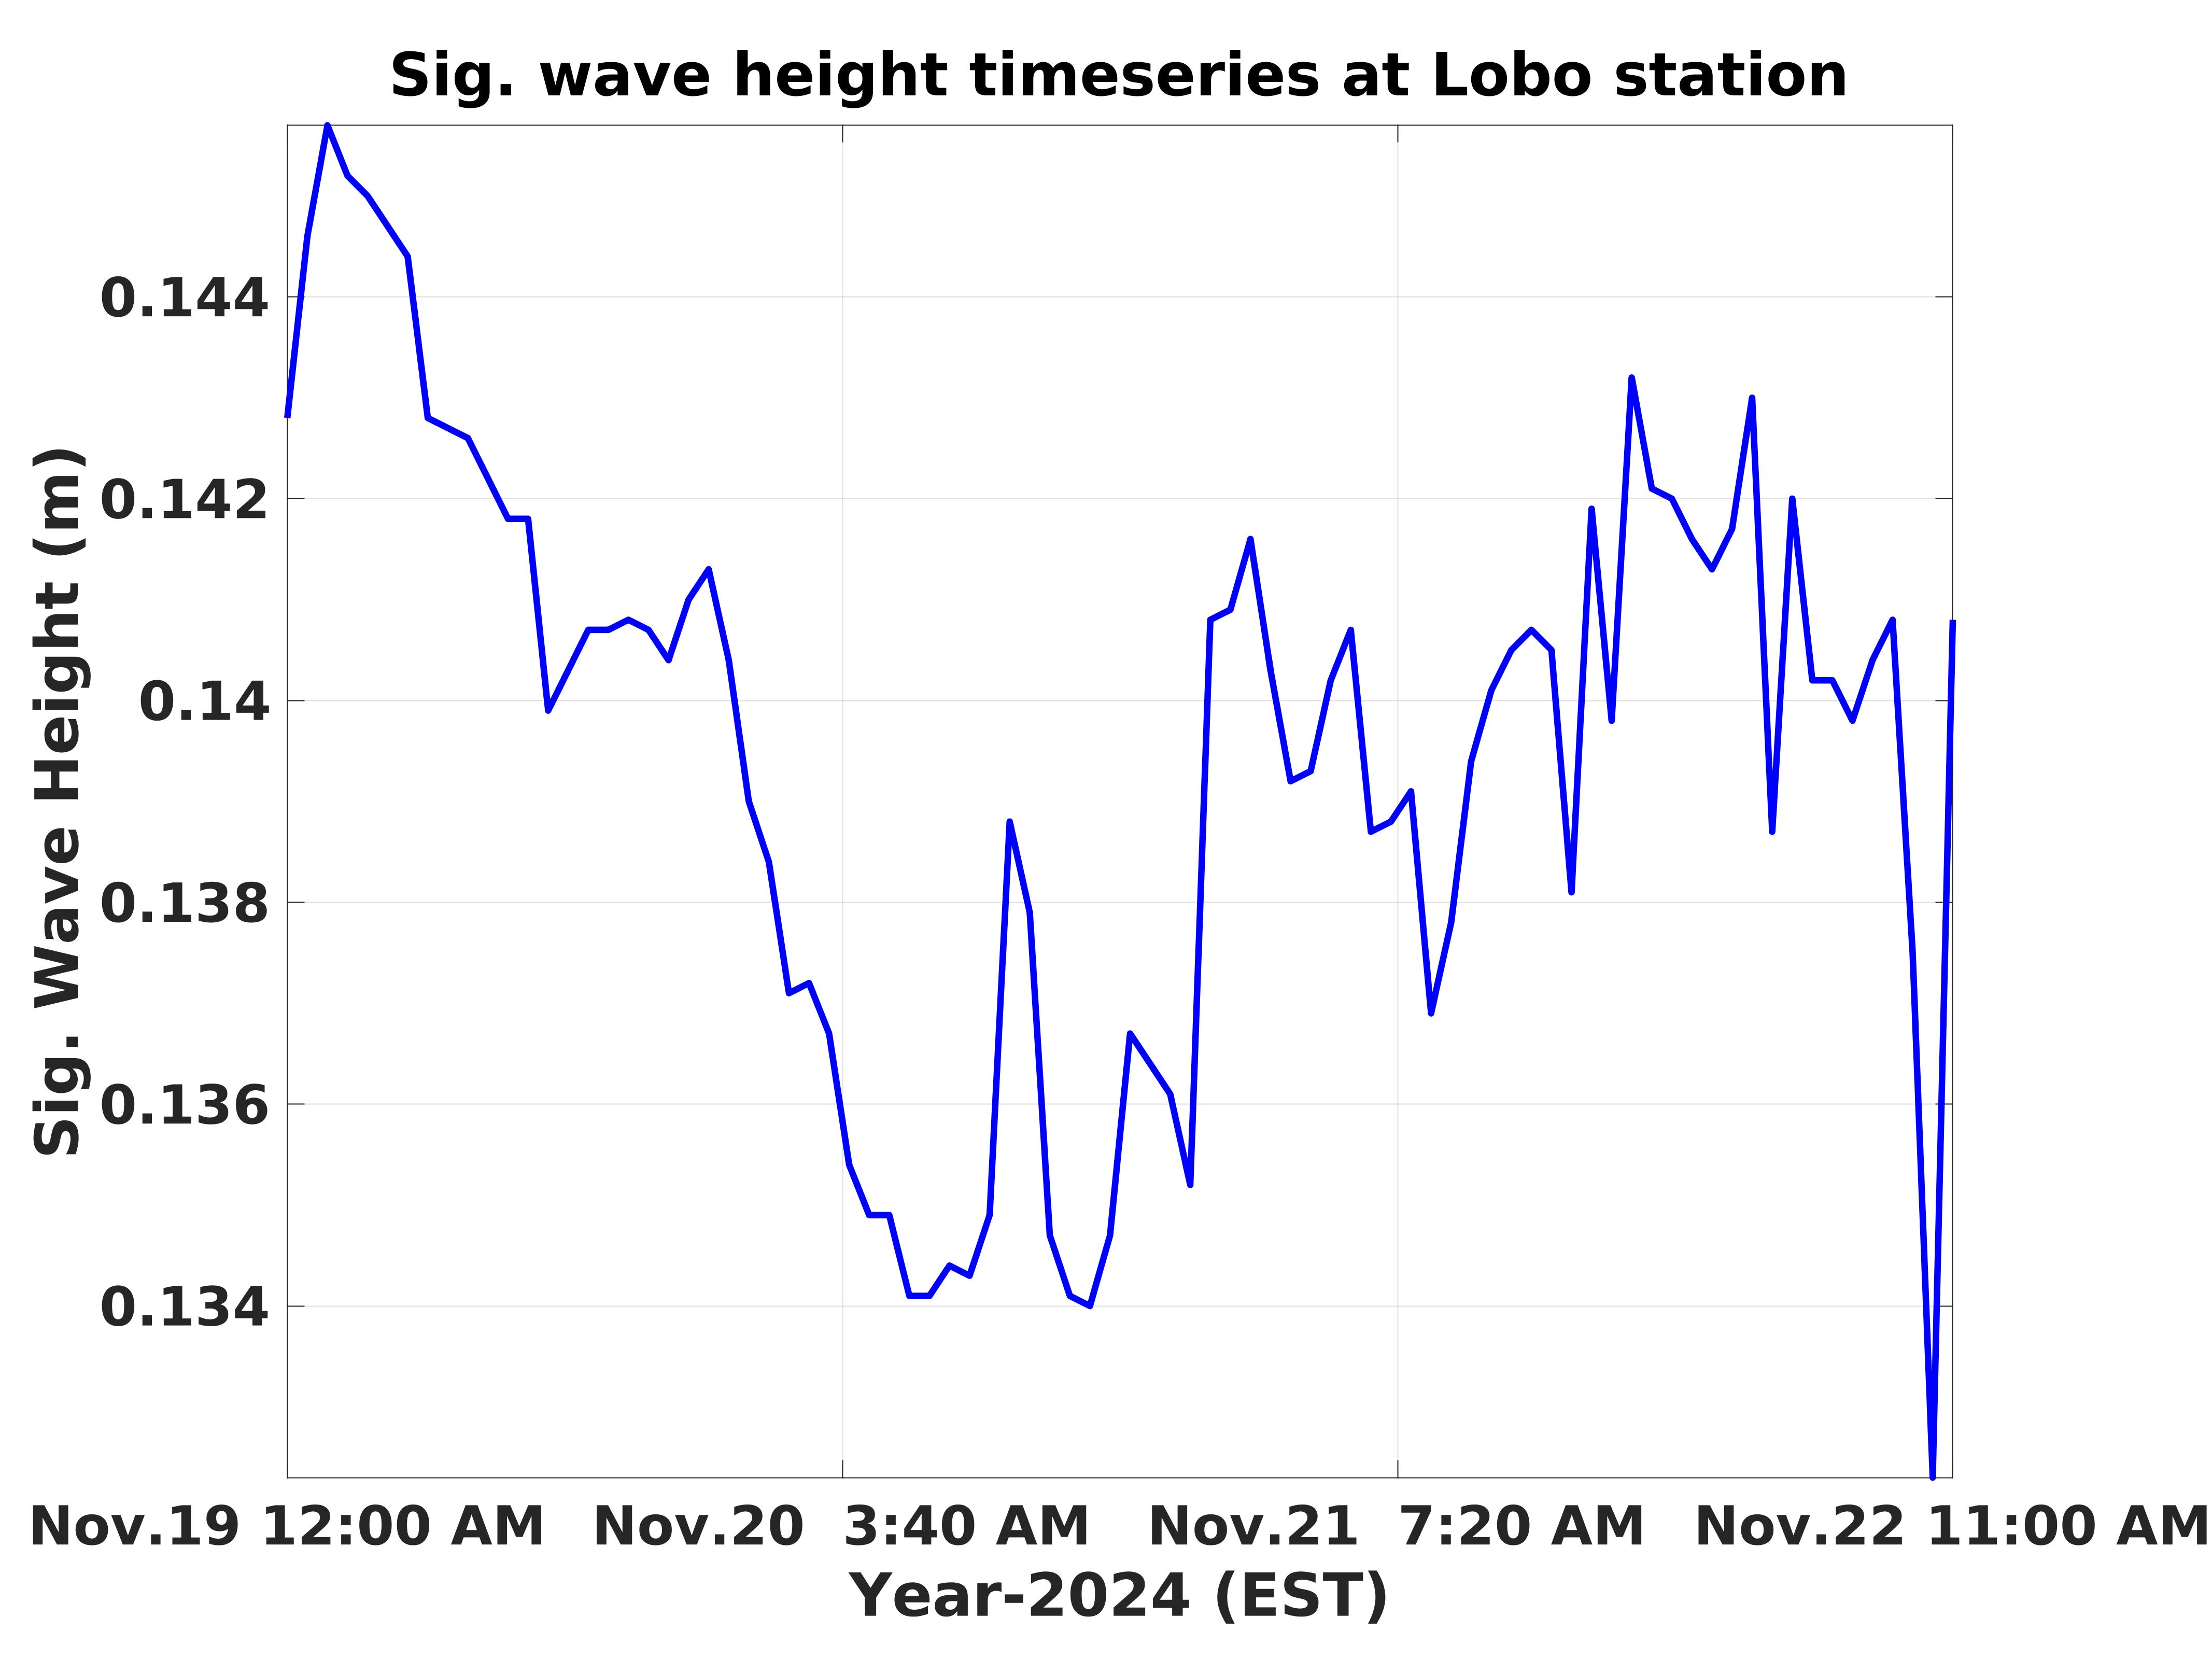 Sig. wave height timeseries at Lobo station
Sig. Wave Height (m)
0.144
0.142
0.14
0.138
0.136
0.134
Nov.19 12:00 AM Nov.20 3:40 AM Nov.21 7:20 AM Nov.22 11:00 AM
Year-2024 (EST)